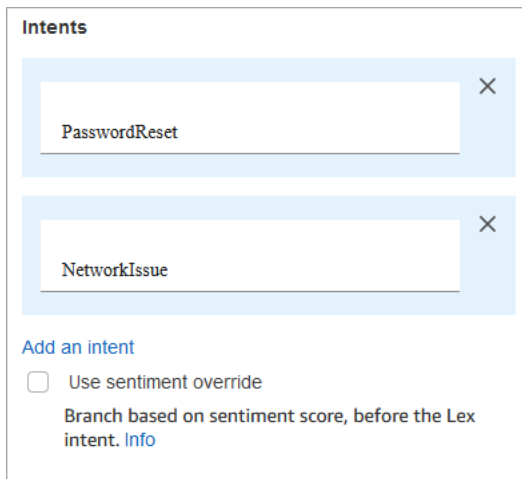 Intents
PasswordReset
NetworkIssue
Add an intent
Use sentiment override
Branch based on sentiment score, before the Lex
intent. Info